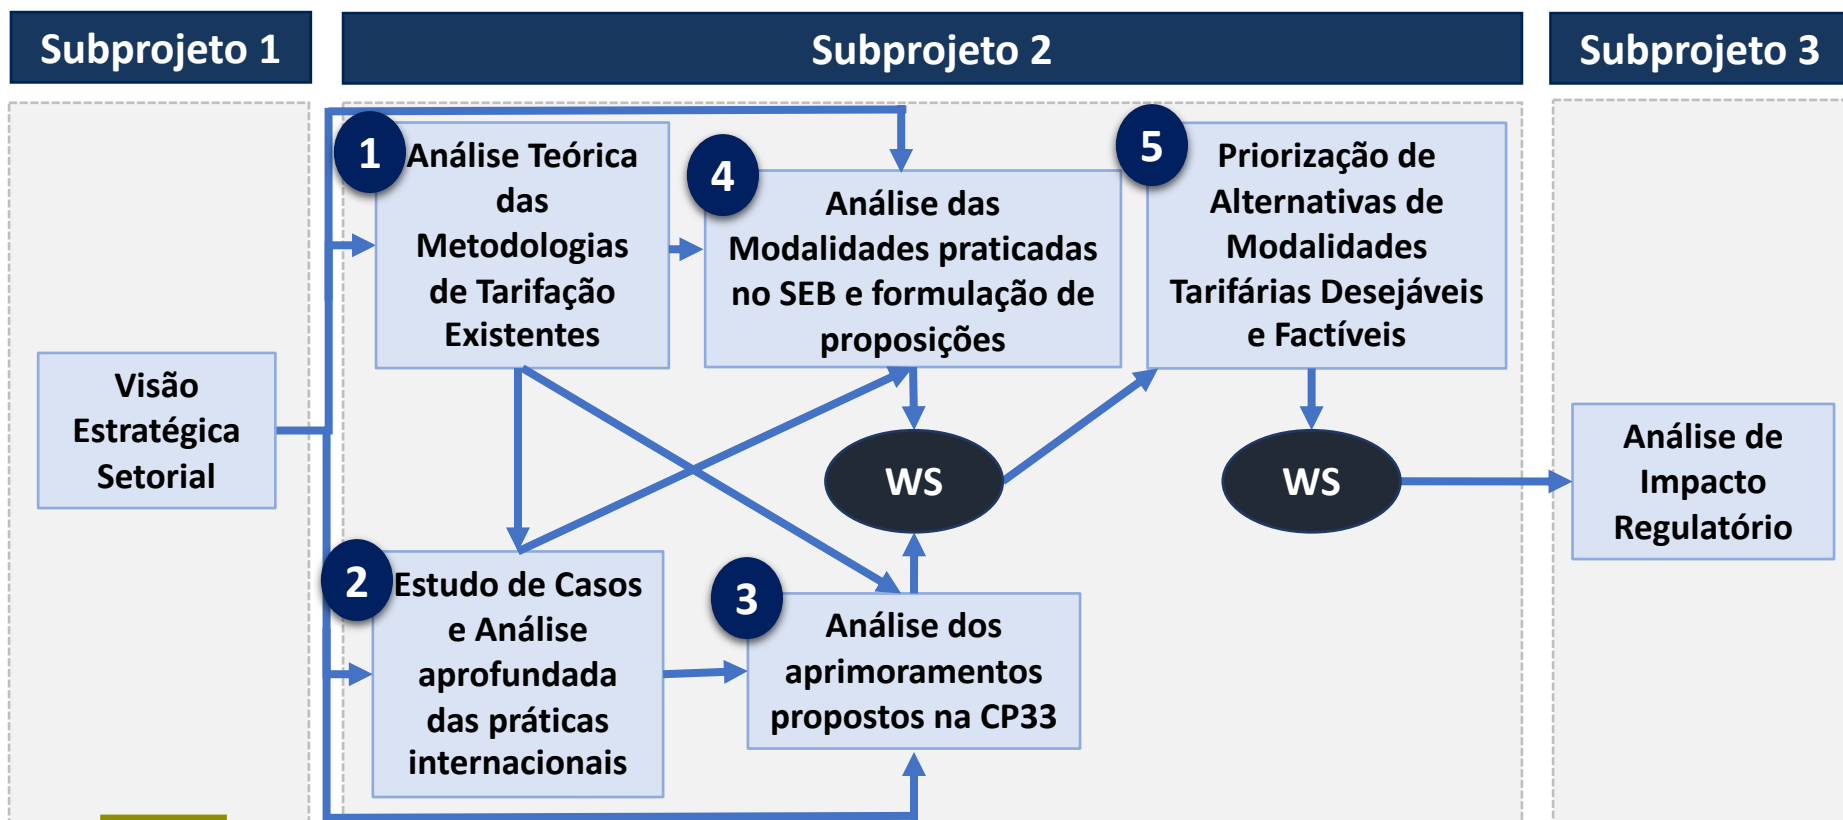 Subprojeto 1
Subprojeto 2
Subprojeto 3
Visão
Estratégica
Setorial
1
Análise Teórica
das
Metodologias
de Tarifação
Existentes
4
Análise das
Modalidades praticadas
no SEB e formulação de
proposições
5
Priorização de
Alternativas de
Modalidades
Tarifárias Desejáveis
e Factíveis
WS
WS
2
Estudo de Casos
e Análise
aprofundada
das práticas
internacionais
3
Análise dos
aprimoramentos
propostos na CP33
Análise de
Impacto
Regulatório